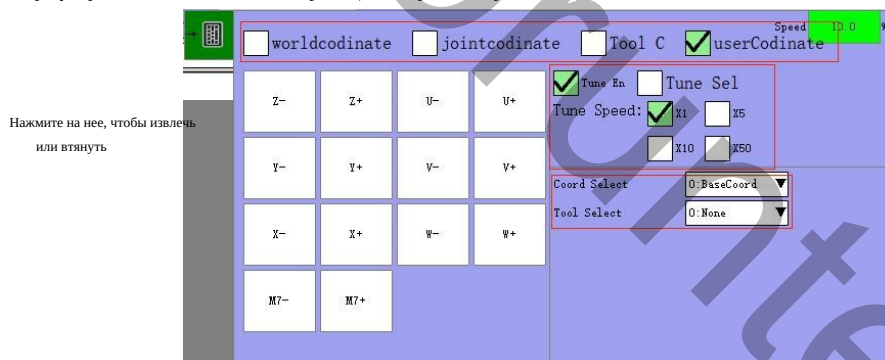 Speed 10.0 %
worldcodinate jointcodinate Tool C userCodinate
Z- Z+ U- U+
Tune En Tune Sel
Tune Speed: X1 X5
X10 X50
Нажмите на нее, чтобы извлечь
или втянуть
Y- Y+ V- V+
Coord Select 0:BaseCoord
Tool Select 0:None
X- X+ W- W+
M7- M7+